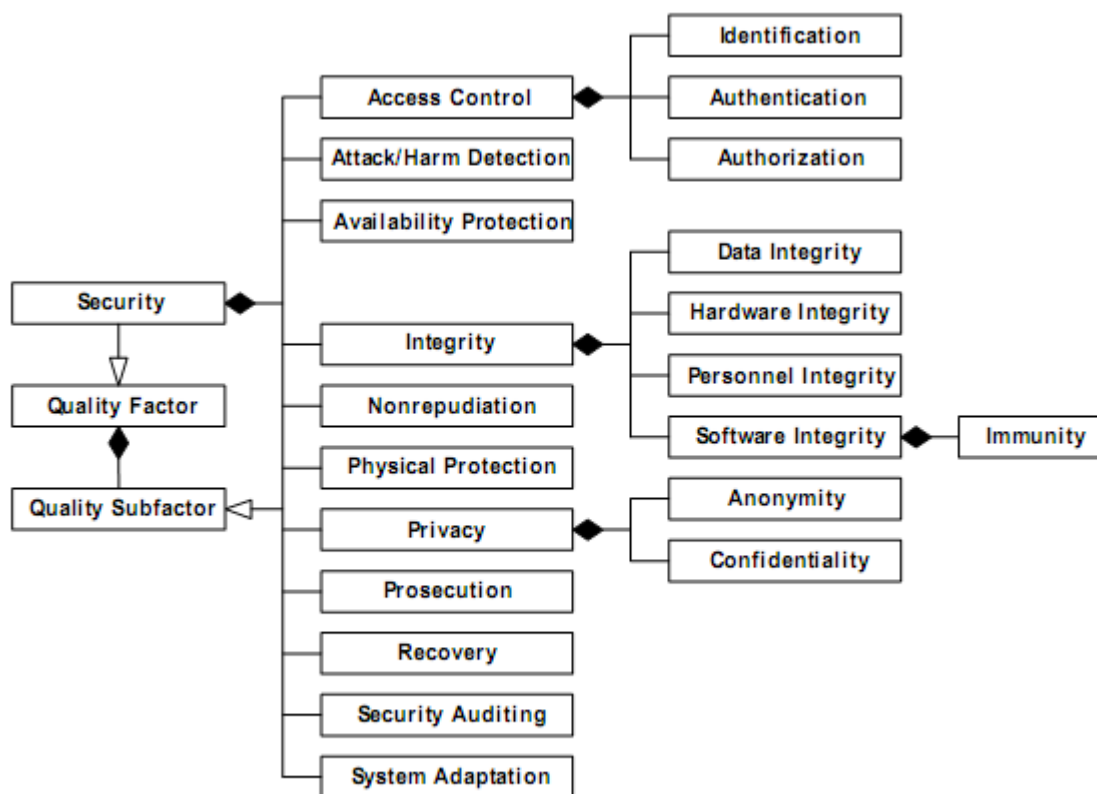 Identification
Access Control
Authentication
Attack/Harm Detection
Authorization
Availability Protection
Data Integrity
Security
Hardware Integrity
Integrity
Personnel Integrity
Quality Factor
Nonrepudiation
Software Integrity
Immunity
Physical Protection
Anonymity
Quality Subfactor
Privacy
Confidentiality
Prosecution
Recovery
Security Auditing
System Adaptation